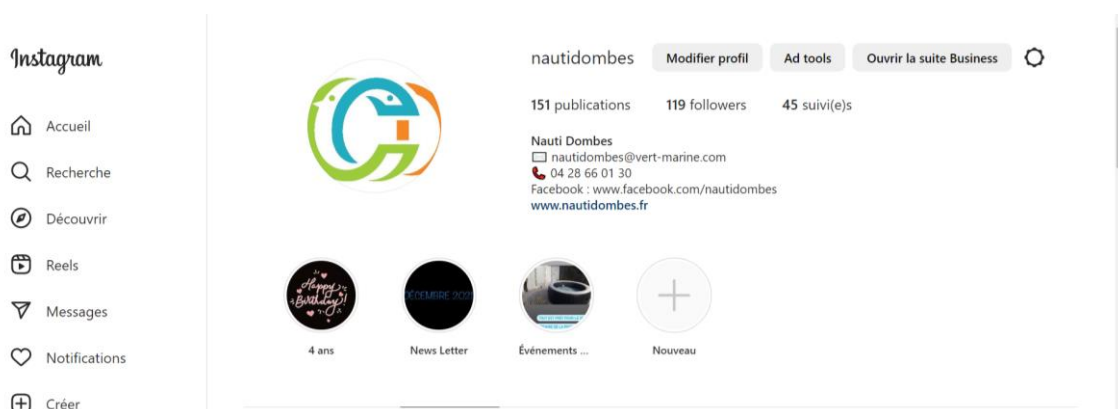 Instagram
Accueil
Recherche
Découvrir
Reels
Messages
Notifications
Créer
nautidombes Modifier profil Ad tools Ouvrir la suite Business
151 publications 119 followers 45 suivi(e)s
Nauti Dombes
nautidombes@vert-marine.com
04 28 66 01 30
Facebook : www.facebook.com/nautidombes
www.nautidombes.fr
Happy
Birthday!
DÉCEMBRE 2021
4 ans News Letter Événements ... Nouveau